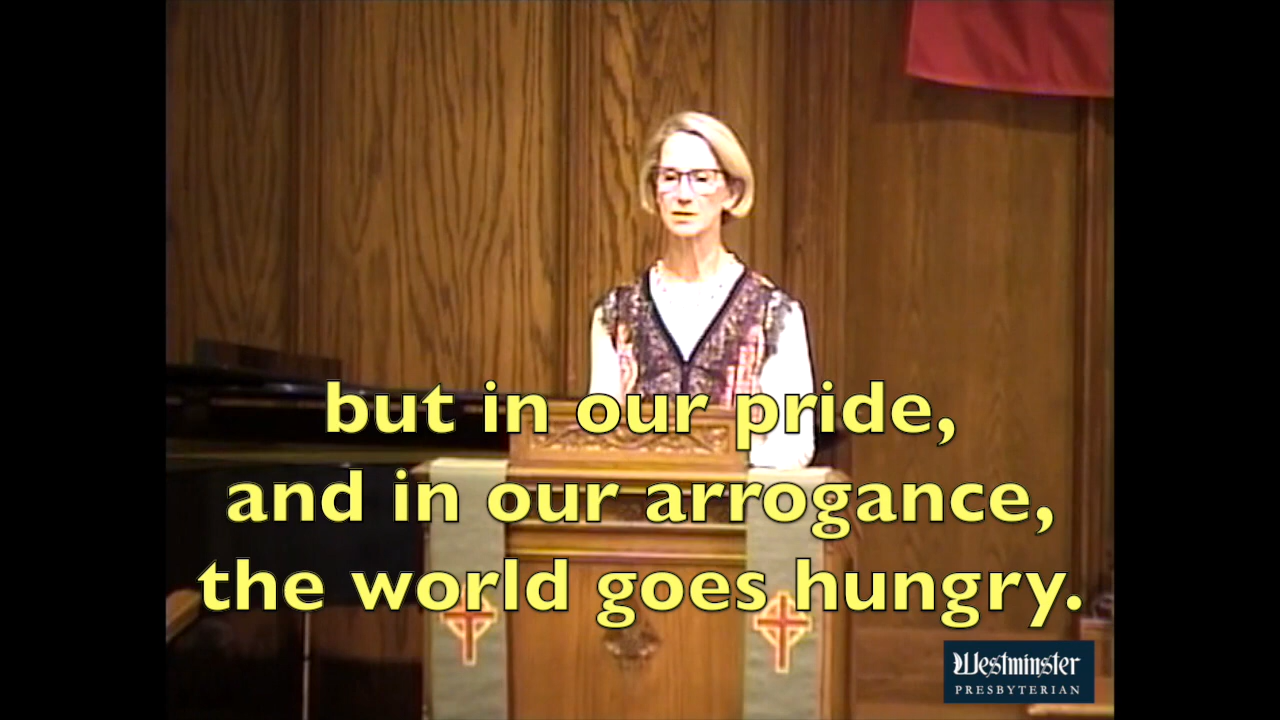 but in our pride,
and in our arrogance,
the world goes hungry.
Westminster
PRESBYTERIAN